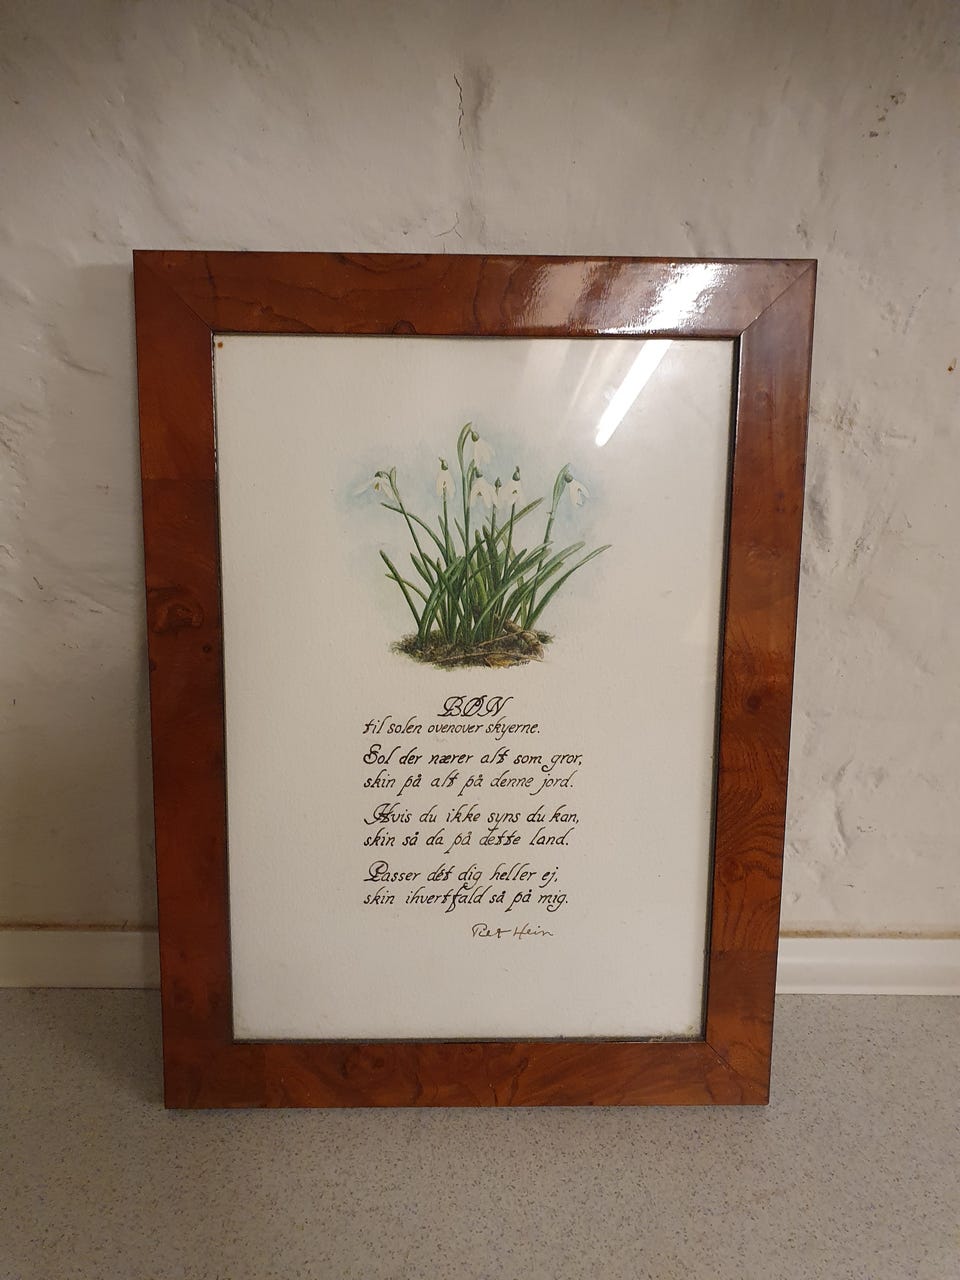 BØN
til solen ovenover skyerne.
Sol der nærer alt som gror,
skin på alt på denne jord.
Hvis du ikke syns du kan,
skin så da på dette land.
Passer dét dig heller ej,
skin ihvertfald så på mig.
Piet Hein